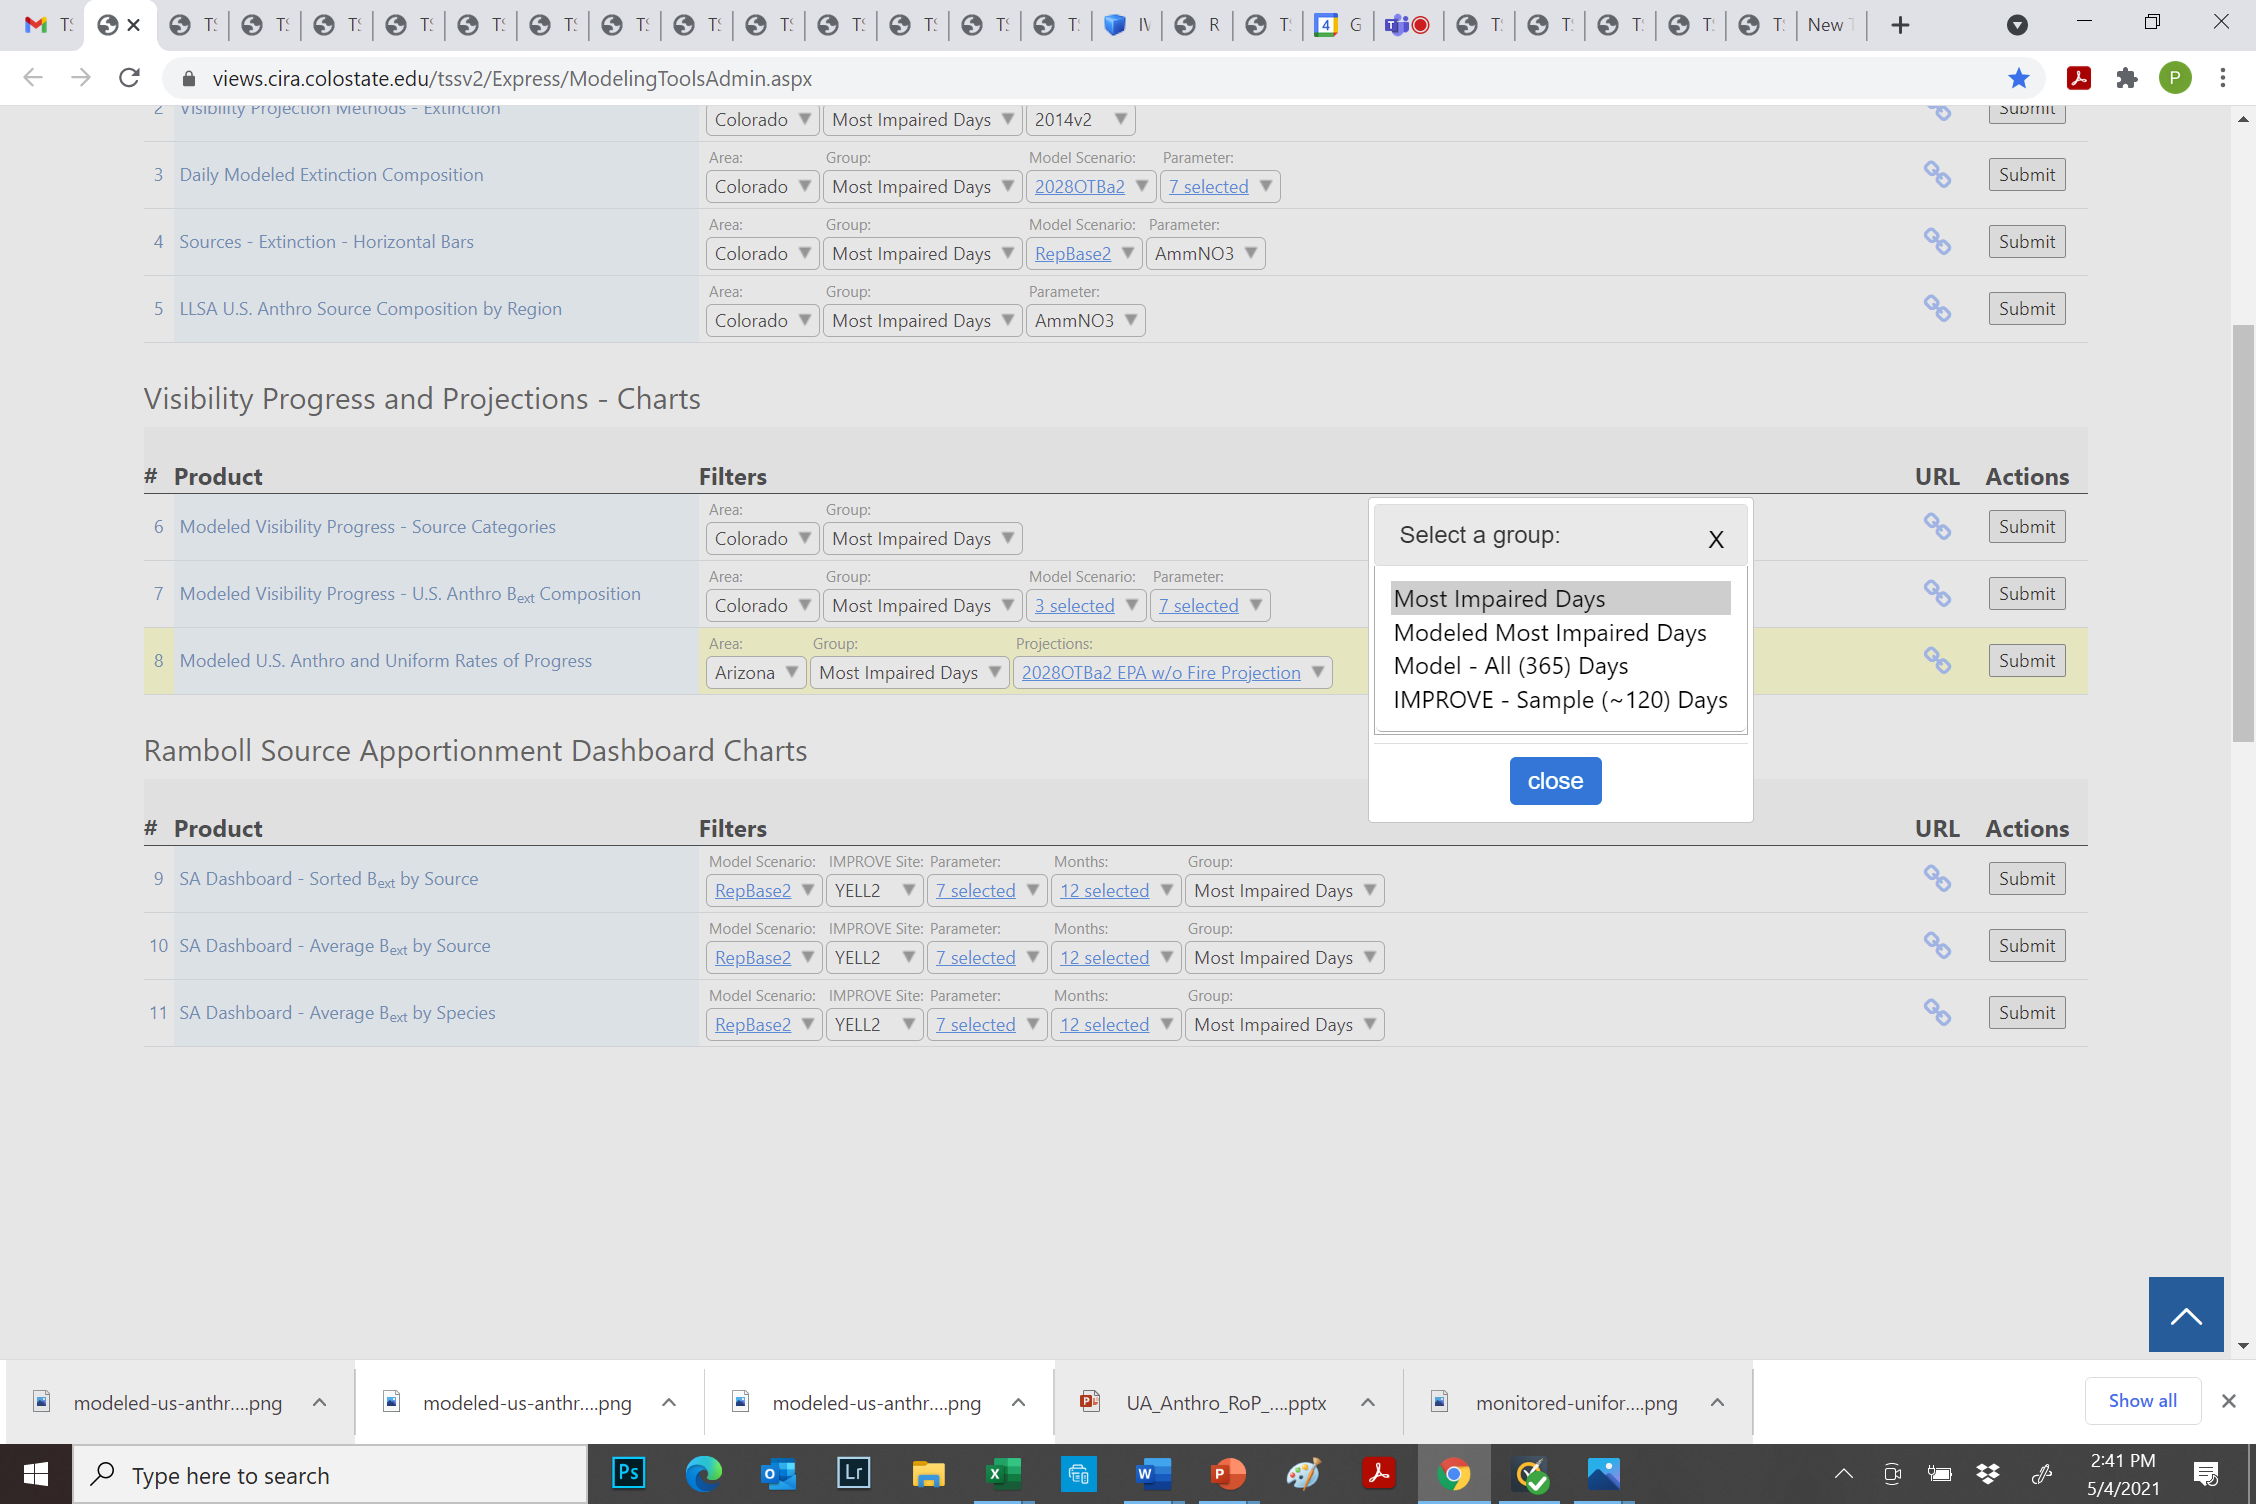 views.cira.colostate.edu/tssv2/Express/ModelingToolsAdmin.aspx
New
2 Visibility Projection Methods - Extinction Colorado Most Impaired Days 2014v2 Submit
Area: Group: Model Scenario: Parameter:
3 Daily Modeled Extinction Composition Colorado Most Impaired Days 2028OTBa2 7 selected Submit
Area: Group: Model Scenario: Parameter:
4 Sources - Extinction - Horizontal Bars Colorado Most Impaired Days RepBase2 AmmNO3 Submit
Area: Group: Parameter:
5 LLSA U.S. Anthro Source Composition by Region Colorado Most Impaired Days AmmNO3 Submit
Visibility Progress and Projections - Charts
# Product Filters URL Actions
Area: Group:
6 Modeled Visibility Progress - Source Categories Colorado Most Impaired Days Submit
Area: Group: Model Scenario: Parameter:
7 Modeled Visibility Progress - U.S. Anthro Bext Composition Colorado Most Impaired Days 3 selected 7 selected Submit
Area: Group: Projections:
8 Modeled U.S. Anthro and Uniform Rates of Progress Arizona Most Impaired Days 2028OTBa2 EPA w/o Fire Projection Submit
Select a group: X
Most Impaired Days
Modeled Most Impaired Days
Model - All (365) Days
IMPROVE - Sample (~120) Days
close
Ramboll Source Apportionment Dashboard Charts
# Product Filters URL Actions
Model Scenario: IMPROVE Site: Parameter: Months: Group:
9 SA Dashboard - Sorted Bext by Source RepBase2 YELL2 7 selected 12 selected Most Impaired Days Submit
Model Scenario: IMPROVE Site: Parameter: Months: Group:
10 SA Dashboard - Average Bext by Source RepBase2 YELL2 7 selected 12 selected Most Impaired Days Submit
Model Scenario: IMPROVE Site: Parameter: Months: Group:
11 SA Dashboard - Average Bext by Species RepBase2 YELL2 7 selected 12 selected Most Impaired Days Submit
modeled-us-anthr....png modeled-us-anthr....png modeled-us-anthr....png UA_Anthro_RoP_....pptx monitored-unifor....png Show all
Type here to search
2:41 PM
5/4/2021